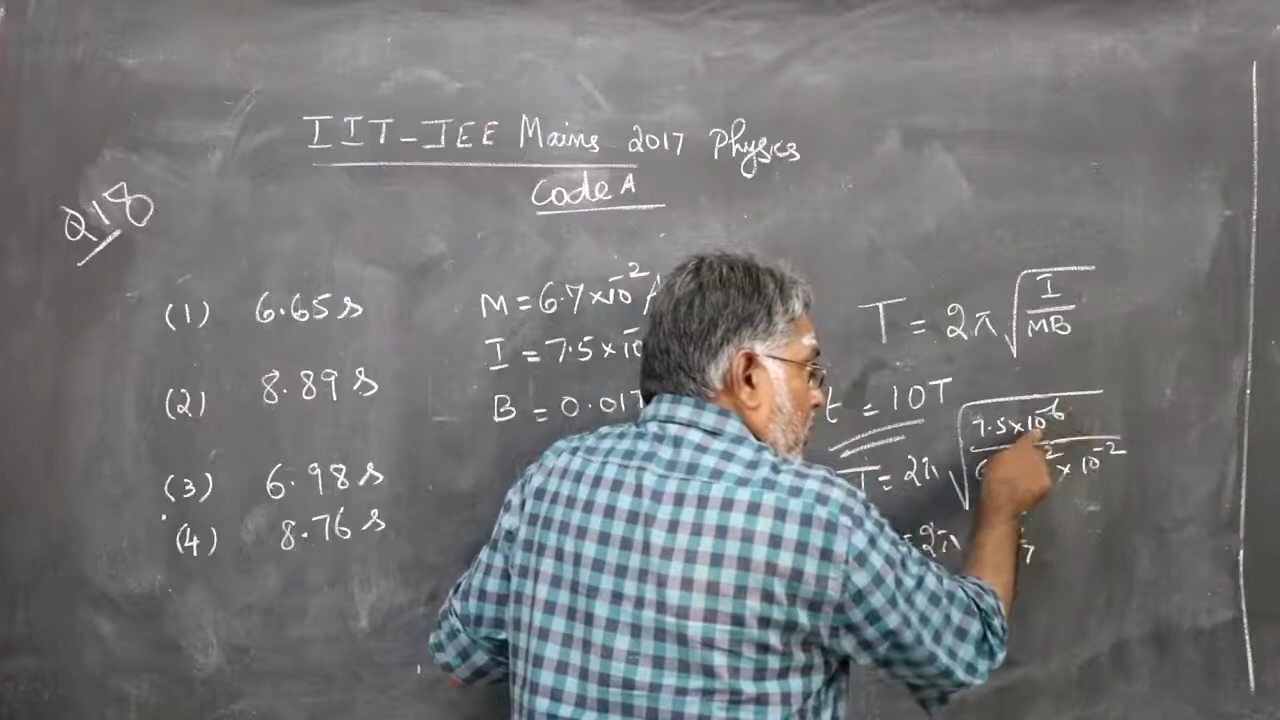 IIT-JEE Mains 2017 Physics
Code A
Q18
(1) 6.65 s
(2) 8.89 s
(3) 6.98 s
(4) 8.76 s
M = 6.7×10⁻²
I = 7.5×10
B = 0.01
T = 2π√(I/MB)
t = 10T
T = 2π√(7.5×10⁻⁶/ ² × 10⁻²)
= 2π